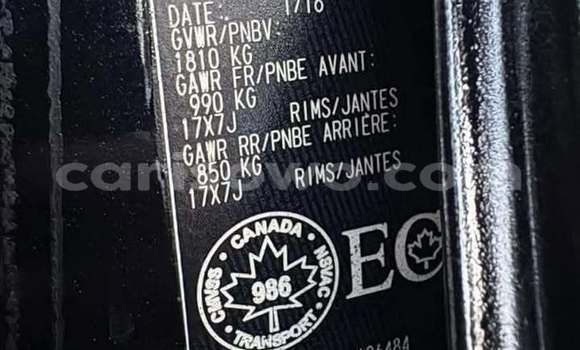 DATE: 1/16
GVWR/PNBV:
1810 KG
GAWR FR/PNBE AVANT:
990 KG
17X7J RIMS/JANTES
GAWR RR/PNBE ARRIÈRE:
850 KG
17X7J RIMS/JANTES
CANADA
CMVSS
986
NSVAC
TRANSPORT
EC